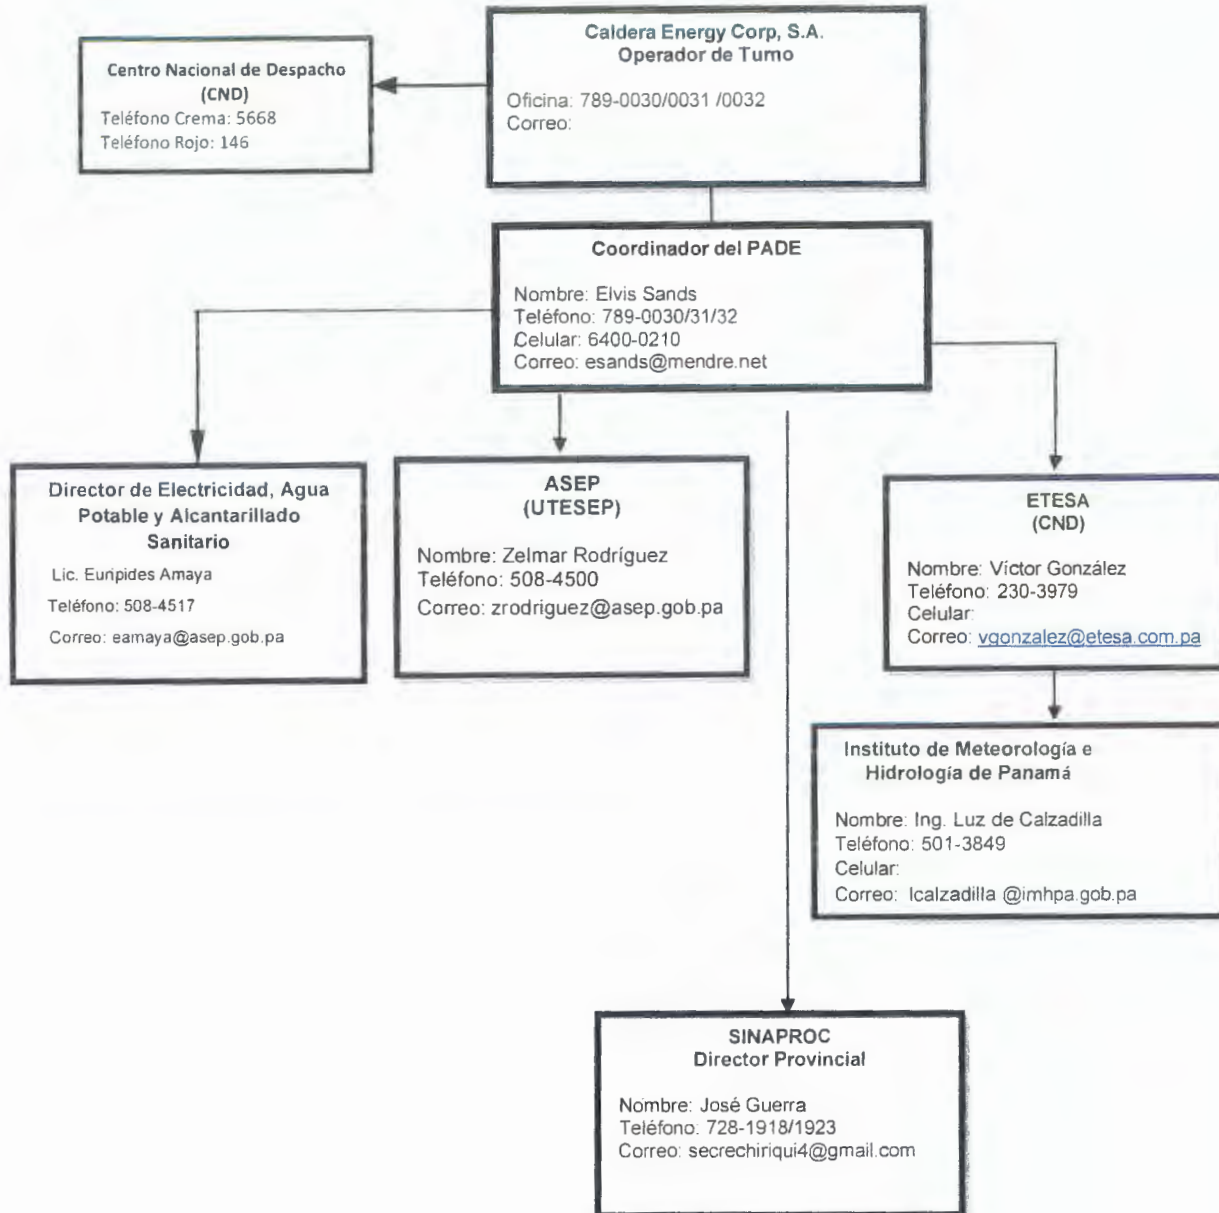 Caldera Energy Corp, S.A.
Operador de Turno
Oficina: 789-0030/0031 /0032
Correo:
Centro Nacional de Despacho
(CND)
Teléfono Crema: 5668
Teléfono Rojo: 146
Coordinador del PADE
Nombre: Elvis Sands
Teléfono: 789-0030/31/32
Celular: 6400-0210
Correo: esands@mendre.net
Director de Electricidad, Agua
Potable y Alcantarillado
Sanitario
Lic. Euripides Amaya
Teléfono: 508-4517
Correo: eamaya@asep.gob.pa
ASEP
(UTESEP)
Nombre: Zelmar Rodríguez
Teléfono: 508-4500
Correo: zrodriguez@asep.gob.pa
ETESA
(CND)
Nombre: Víctor González
Teléfono: 230-3979
Celular:
Correo: vgonzalez@etesa.com.pa
Instituto de Meteorología e
Hidrología de Panamá
Nombre: Ing. Luz de Calzadilla
Teléfono: 501-3849
Celular:
Correo: lcalzadilla @imhpa.gob.pa
SINAPROC
Director Provincial
Nombre: José Guerra
Teléfono: 728-1918/1923
Correo: secrechiriqui4@gmail.com